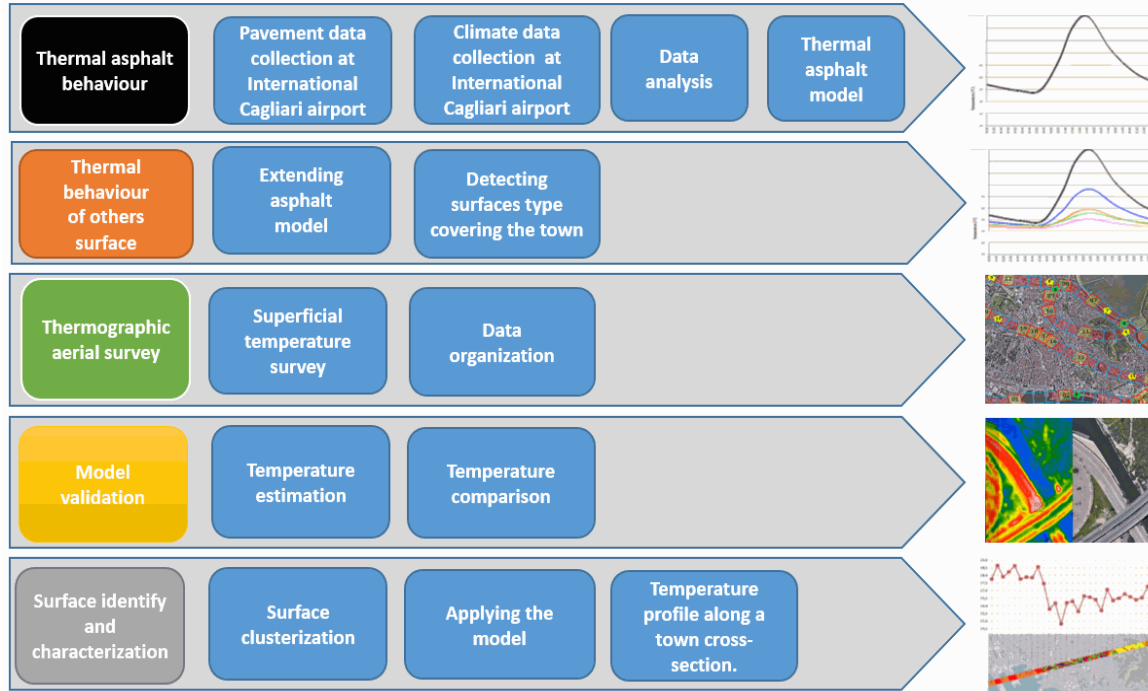 Thermal asphalt
behaviour
Pavement data
collection at
International
Cagliari airport
Climate data
collection at
International
Cagliari airport
Data
analysis
Thermal
asphalt
model
Thermal
behaviour
of others
surface
Extending
asphalt
model
Detecting
surfaces type
covering the town
Thermographic
aerial survey
Superficial
temperature
survey
Data
organization
Model
validation
Temperature
estimation
Temperature
comparison
Surface identify
and
characterization
Surface
clusterization
Applying the
model
Temperature
profile along a
town cross-
section.